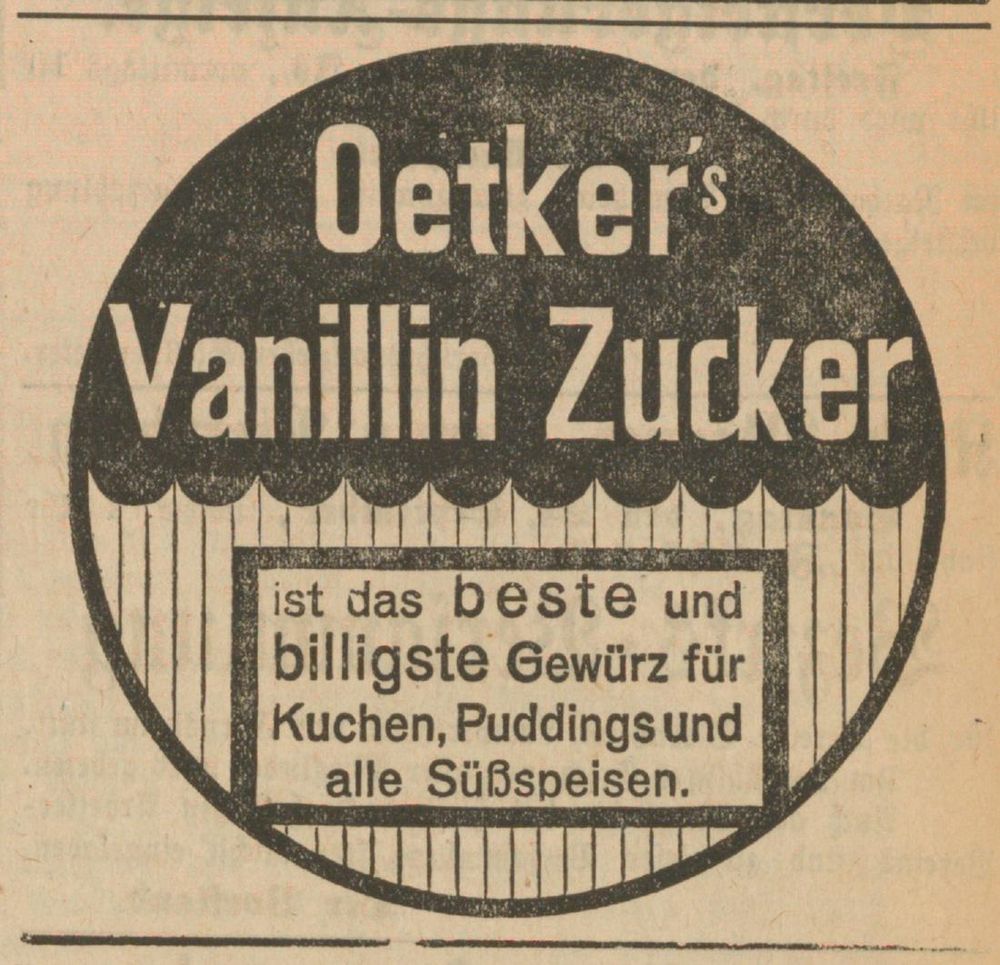 Oetker's
Vanillin Zucker
ist das beste und
billigste Gewürz für
Kuchen, Puddings und
alle Süßspeisen.